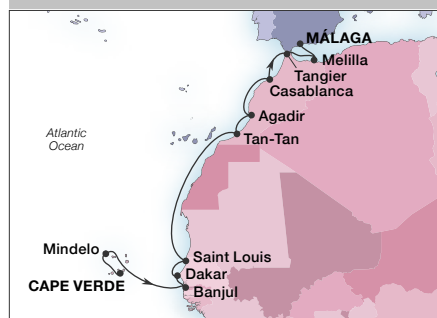 MÁLAGA
Melilla
Tangier
Casablanca
Agadir
Tan-Tan
Atlantic
Ocean
Mindelo
CAPE VERDE
Saint Louis
Dakar
Banjul